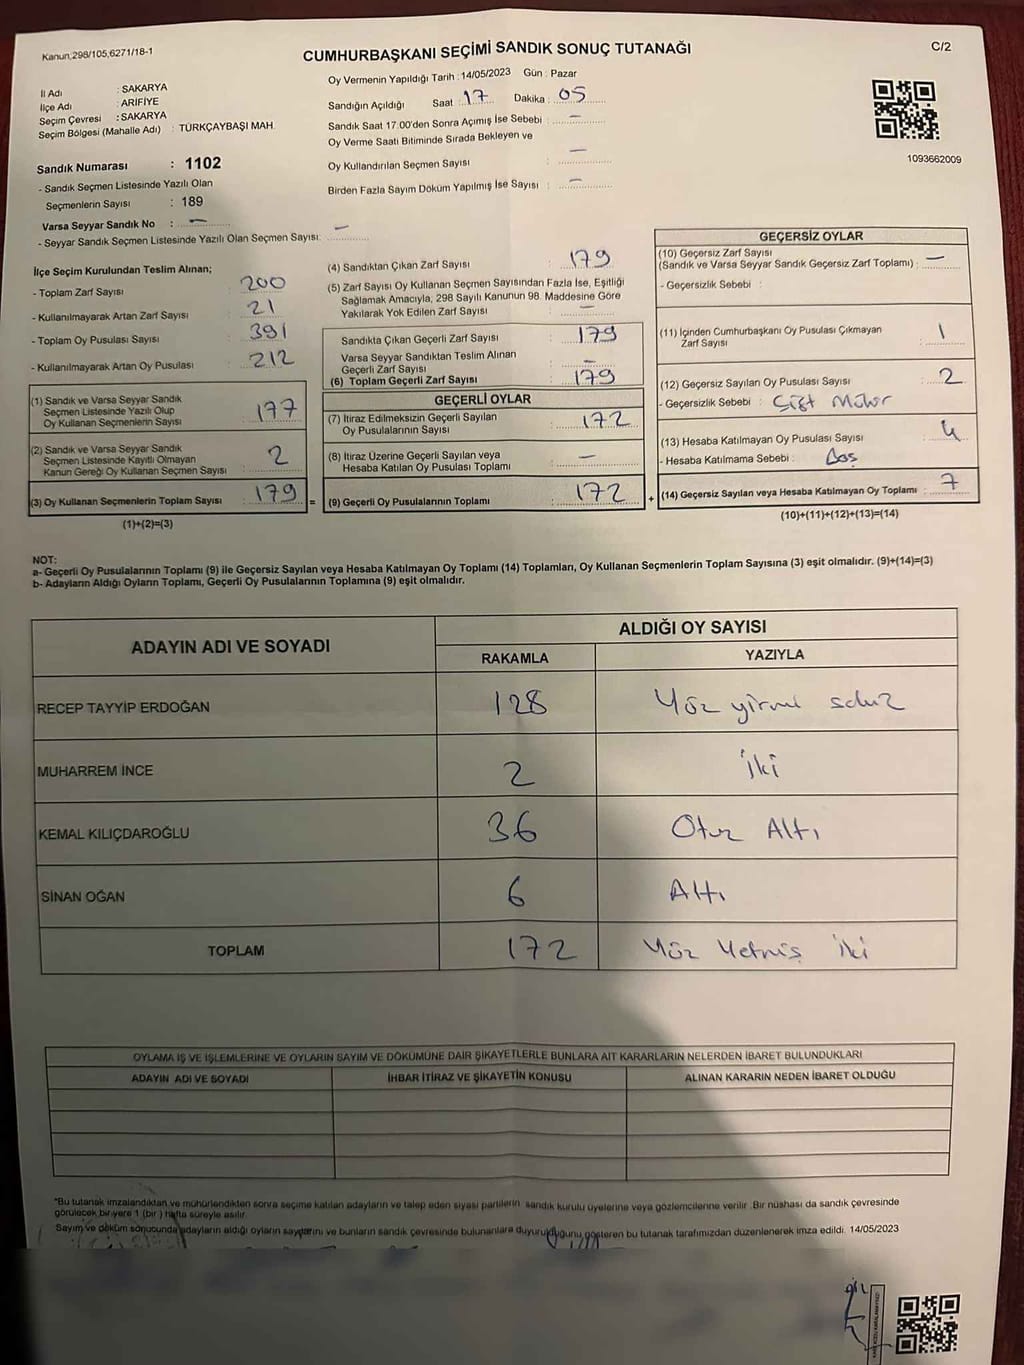 Kanun,298/105,6271/18-1
C/2
CUMHURBAŞKANI SEÇİMİ SANDIK SONUÇ TUTANAĞI
İl Adı : SAKARYA
İlçe Adı : ARİFİYE
Seçim Çevresi : SAKARYA
Seçim Bölgesi (Mahalle Adı) : TÜRKÇAYBAŞI MAH.
Oy Vermenin Yapıldığı Tarih : 14/05/2023 Gün : Pazar
Sandığın Açıldığı Saat : 17 Dakika : 05
Sandık Saat 17.00'den Sonra Açımış İse Sebebi : —
Oy Verme Saati Bitiminde Sırada Bekleyen ve
Oy Kullandırılan Seçmen Sayısı : —
Birden Fazla Sayım Döküm Yapılmış İse Sayısı : —
1093662009
Sandık Numarası : 1102
- Sandık Seçmen Listesinde Yazılı Olan
Seçmenlerin Sayısı : 189
Varsa Seyyar Sandık No : —
- Seyyar Sandık Seçmen Listesinde Yazılı Olan Seçmen Sayısı: —
İlçe Seçim Kurulundan Teslim Alınan;
- Toplam Zarf Sayısı : 200
- Kullanılmayarak Artan Zarf Sayısı : 21
- Toplam Oy Pusulası Sayısı : 391
- Kullanılmayarak Artan Oy Pusulası : 212
(1) Sandık ve Varsa Seyyar Sandık
Seçmen Listesinde Yazılı Olup
Oy Kullanan Seçmenlerin Sayısı : 177
(2) Sandık ve Varsa Seyyar Sandık
Seçmen Listesinde Kayıtlı Olmayan
Kanun Gereği Oy Kullanan Seçmen Sayısı : 2
(3) Oy Kullanan Seçmenlerin Toplam Sayısı : 179
(1)+(2)=(3)
(4) Sandıktan Çıkan Zarf Sayısı : 179
(5) Zarf Sayısı Oy Kullanan Seçmen Sayısından Fazla İse, Eşitliği
Sağlamak Amacıyla, 298 Sayılı Kanunun 98. Maddesine Göre
Yakılarak Yok Edilen Zarf Sayısı : —
Sandıkta Çıkan Geçerli Zarf Sayısı : 179
Varsa Seyyar Sandıktan Teslim Alınan
Geçerli Zarf Sayısı : —
(6) Toplam Geçerli Zarf Sayısı : 179
GEÇERLİ OYLAR
(7) İtiraz Edilmeksizin Geçerli Sayılan
Oy Pusulalarının Sayısı : 172
(8) İtiraz Üzerine Geçerli Sayılan veya
Hesaba Katılan Oy Pusulası Toplamı : —
= (9) Geçerli Oy Pusulalarının Toplamı : 172
GEÇERSİZ OYLAR
(10) Geçersiz Zarf Sayısı
(Sandık ve Varsa Seyyar Sandık Geçersiz Zarf Toplamı) : —
- Geçersizlik Sebebi :
(11) İçinden Cumhurbaşkanı Oy Pusulası Çıkmayan
Zarf Sayısı : 1
(12) Geçersiz Sayılan Oy Pusulası Sayısı : 2
- Geçersizlik Sebebi : Çift Mühür
(13) Hesaba Katılmayan Oy Pusulası Sayısı : 4
- Hesaba Katılmama Sebebi : Boş
+ (14) Geçersiz Sayılan veya Hesaba Katılmayan Oy Toplamı : 7
(10)+(11)+(12)+(13)=(14)
NOT:
a- Geçerli Oy Pusulalarının Toplamı (9) ile Geçersiz Sayılan veya Hesaba Katılmayan Oy Toplamı (14) Toplamları, Oy Kullanan Seçmenlerin Toplam Sayısına (3) eşit olmalıdır. (9)+(14)=(3)
b- Adayların Aldığı Oyların Toplamı, Geçerli Oy Pusulalarının Toplamına (9) eşit olmalıdır.
ADAYIN ADI VE SOYADI
ALDIĞI OY SAYISI
RAKAMLA YAZIYLA
RECEP TAYYİP ERDOĞAN 128 Yüz yirmi sekiz
MUHARREM İNCE 2 İki
KEMAL KILIÇDAROĞLU 36 Otuz Altı
SİNAN OĞAN 6 Altı
TOPLAM 172 Yüz Yetmiş iki
OYLAMA İŞ VE İŞLEMLERİNE VE OYLARIN SAYIM VE DÖKÜMÜNE DAİR ŞİKAYETLERLE BUNLARA AİT KARARLARIN NELERDEN İBARET BULUNDUKLARI
ADAYIN ADI VE SOYADI İHBAR İTİRAZ VE ŞİKAYETİN KONUSU ALINAN KARARIN NEDEN İBARET OLDUĞU
*Bu tutanak imzalandıktan ve mühürlendikten sonra seçime katılan adayların ve talep eden siyasi partilerin sandık kurulu üyelerine veya gözlemcilerine verilir. Bir nüshası da sandık çevresinde
görülecek bir yere 1 (bir) hafta süreyle asılır.
Sayım ve döküm sonucunda adayların aldığı oyların sayılarını ve bunların sandık çevresinde bulunanlara duyurulduğunu gösteren bu tutanak tarafımızdan düzenlenerek imza edildi. 14/05/2023